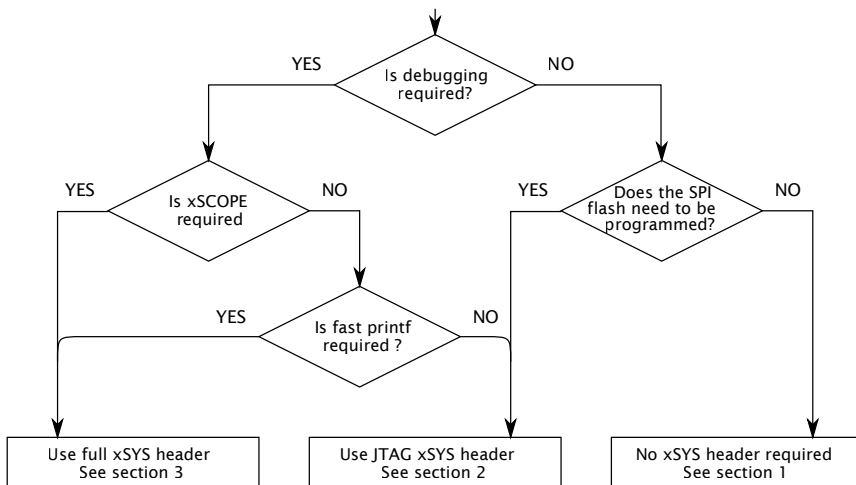 YES
Is debugging
required?
NO
YES
Is xSCOPE
required
NO
YES
Does the SPI
flash need to be
programmed?
NO
YES
Is fast printf
required ?
NO
Use full xSYS header
See section 3
Use JTAG xSYS header
See section 2
No xSYS header required
See section 1